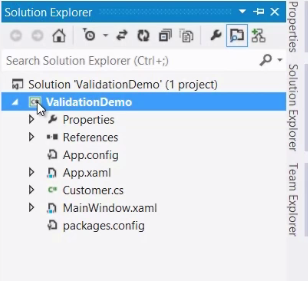 Solution Explorer
Search Solution Explorer (Ctrl+;)
Solution 'ValidationDemo' (1 project)
ValidationDemo
Properties
References
App.config
App.xaml
C# Customer.cs
MainWindow.xaml
packages.config
Properties
Solution Explorer
Team Explorer